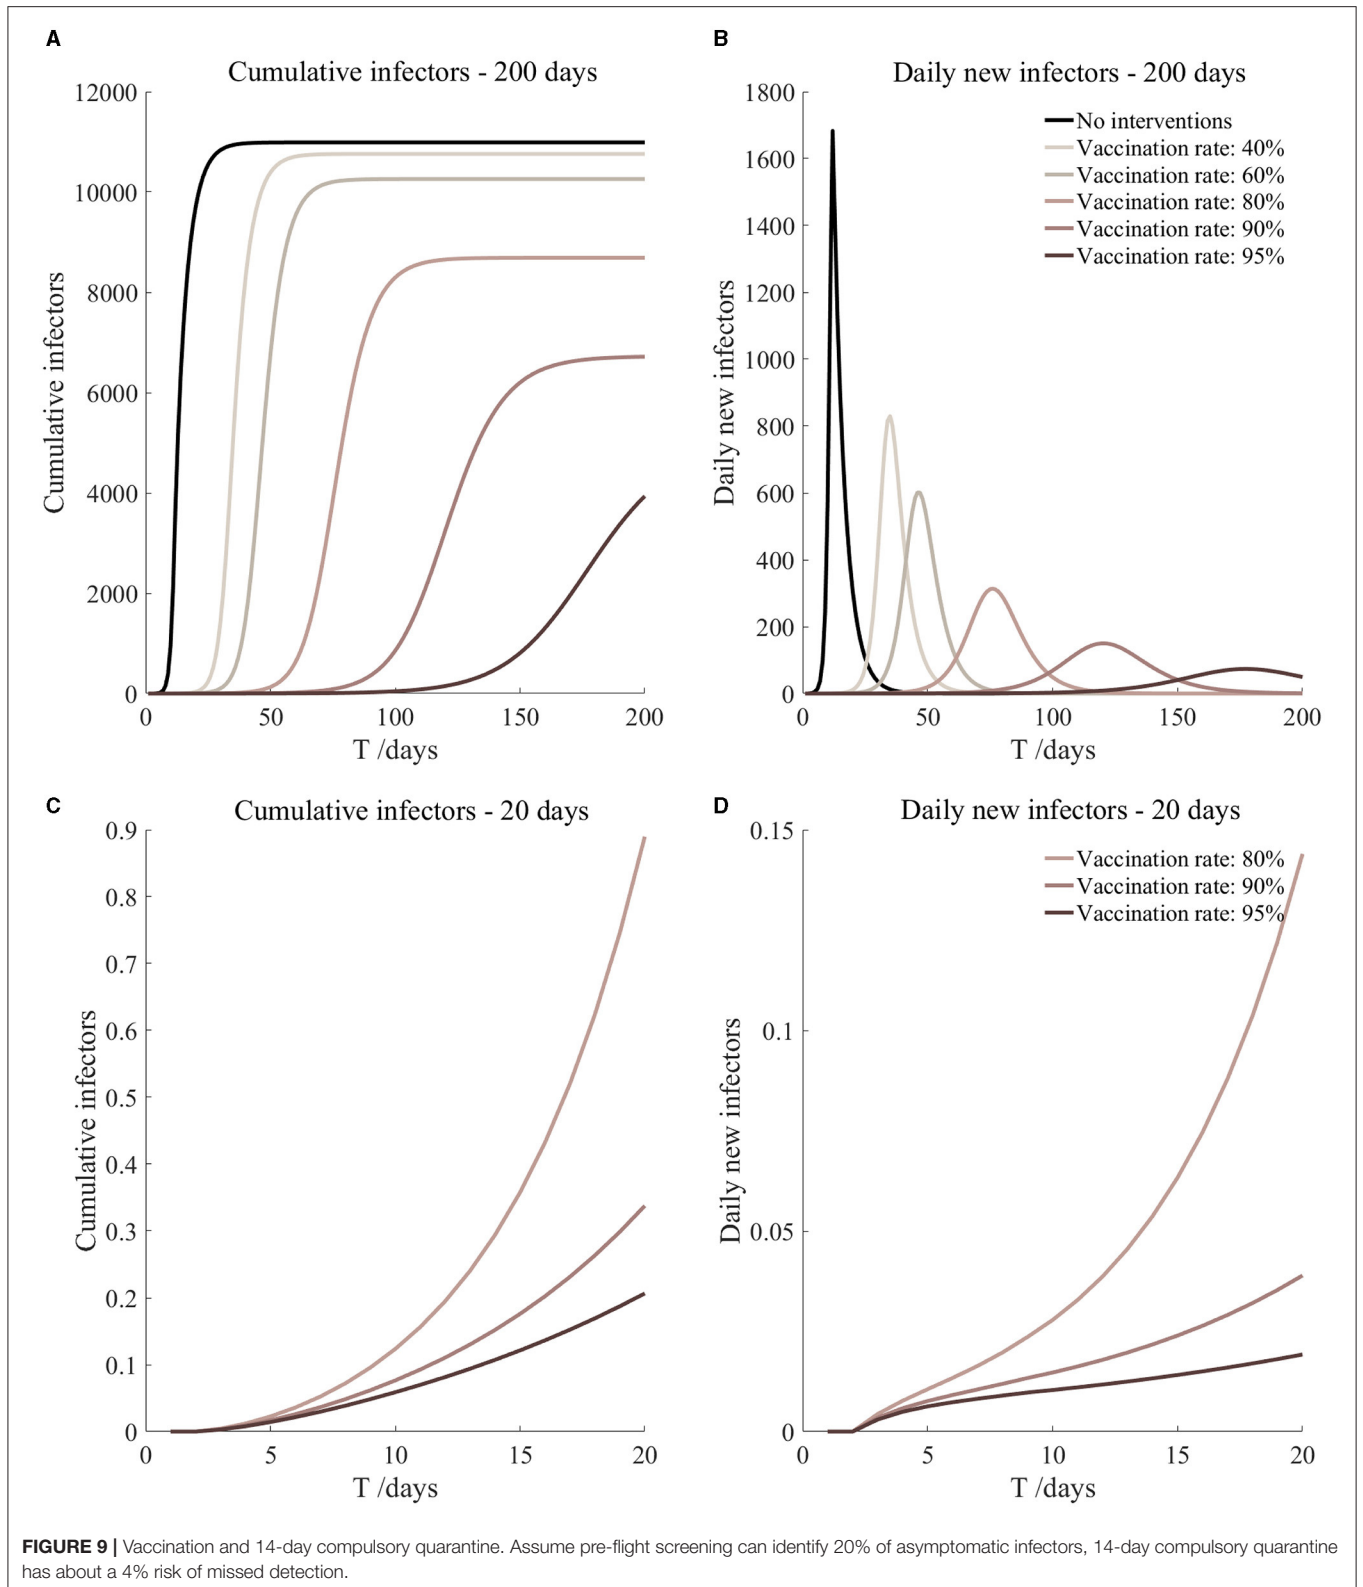 A
Cumulative infectors - 200 days
12000
10000
8000
6000
4000
2000
0
Cumulative infectors
0 50 100 150 200
T /days
B
Daily new infectors - 200 days
1800
1600
1400
1200
1000
800
600
400
200
0
Daily new infectors
No interventions
Vaccination rate: 40%
Vaccination rate: 60%
Vaccination rate: 80%
Vaccination rate: 90%
Vaccination rate: 95%
0 50 100 150 200
T /days
C
Cumulative infectors - 20 days
0.9
0.8
0.7
0.6
0.5
0.4
0.3
0.2
0.1
0
Cumulative infectors
0 5 10 15 20
T /days
D
Daily new infectors - 20 days
0.15
0.1
0.05
0
Daily new infectors
Vaccination rate: 80%
Vaccination rate: 90%
Vaccination rate: 95%
0 5 10 15 20
T /days
FIGURE 9 | Vaccination and 14-day compulsory quarantine. Assume pre-flight screening can identify 20% of asymptomatic infectors, 14-day compulsory quarantine
has about a 4% risk of missed detection.